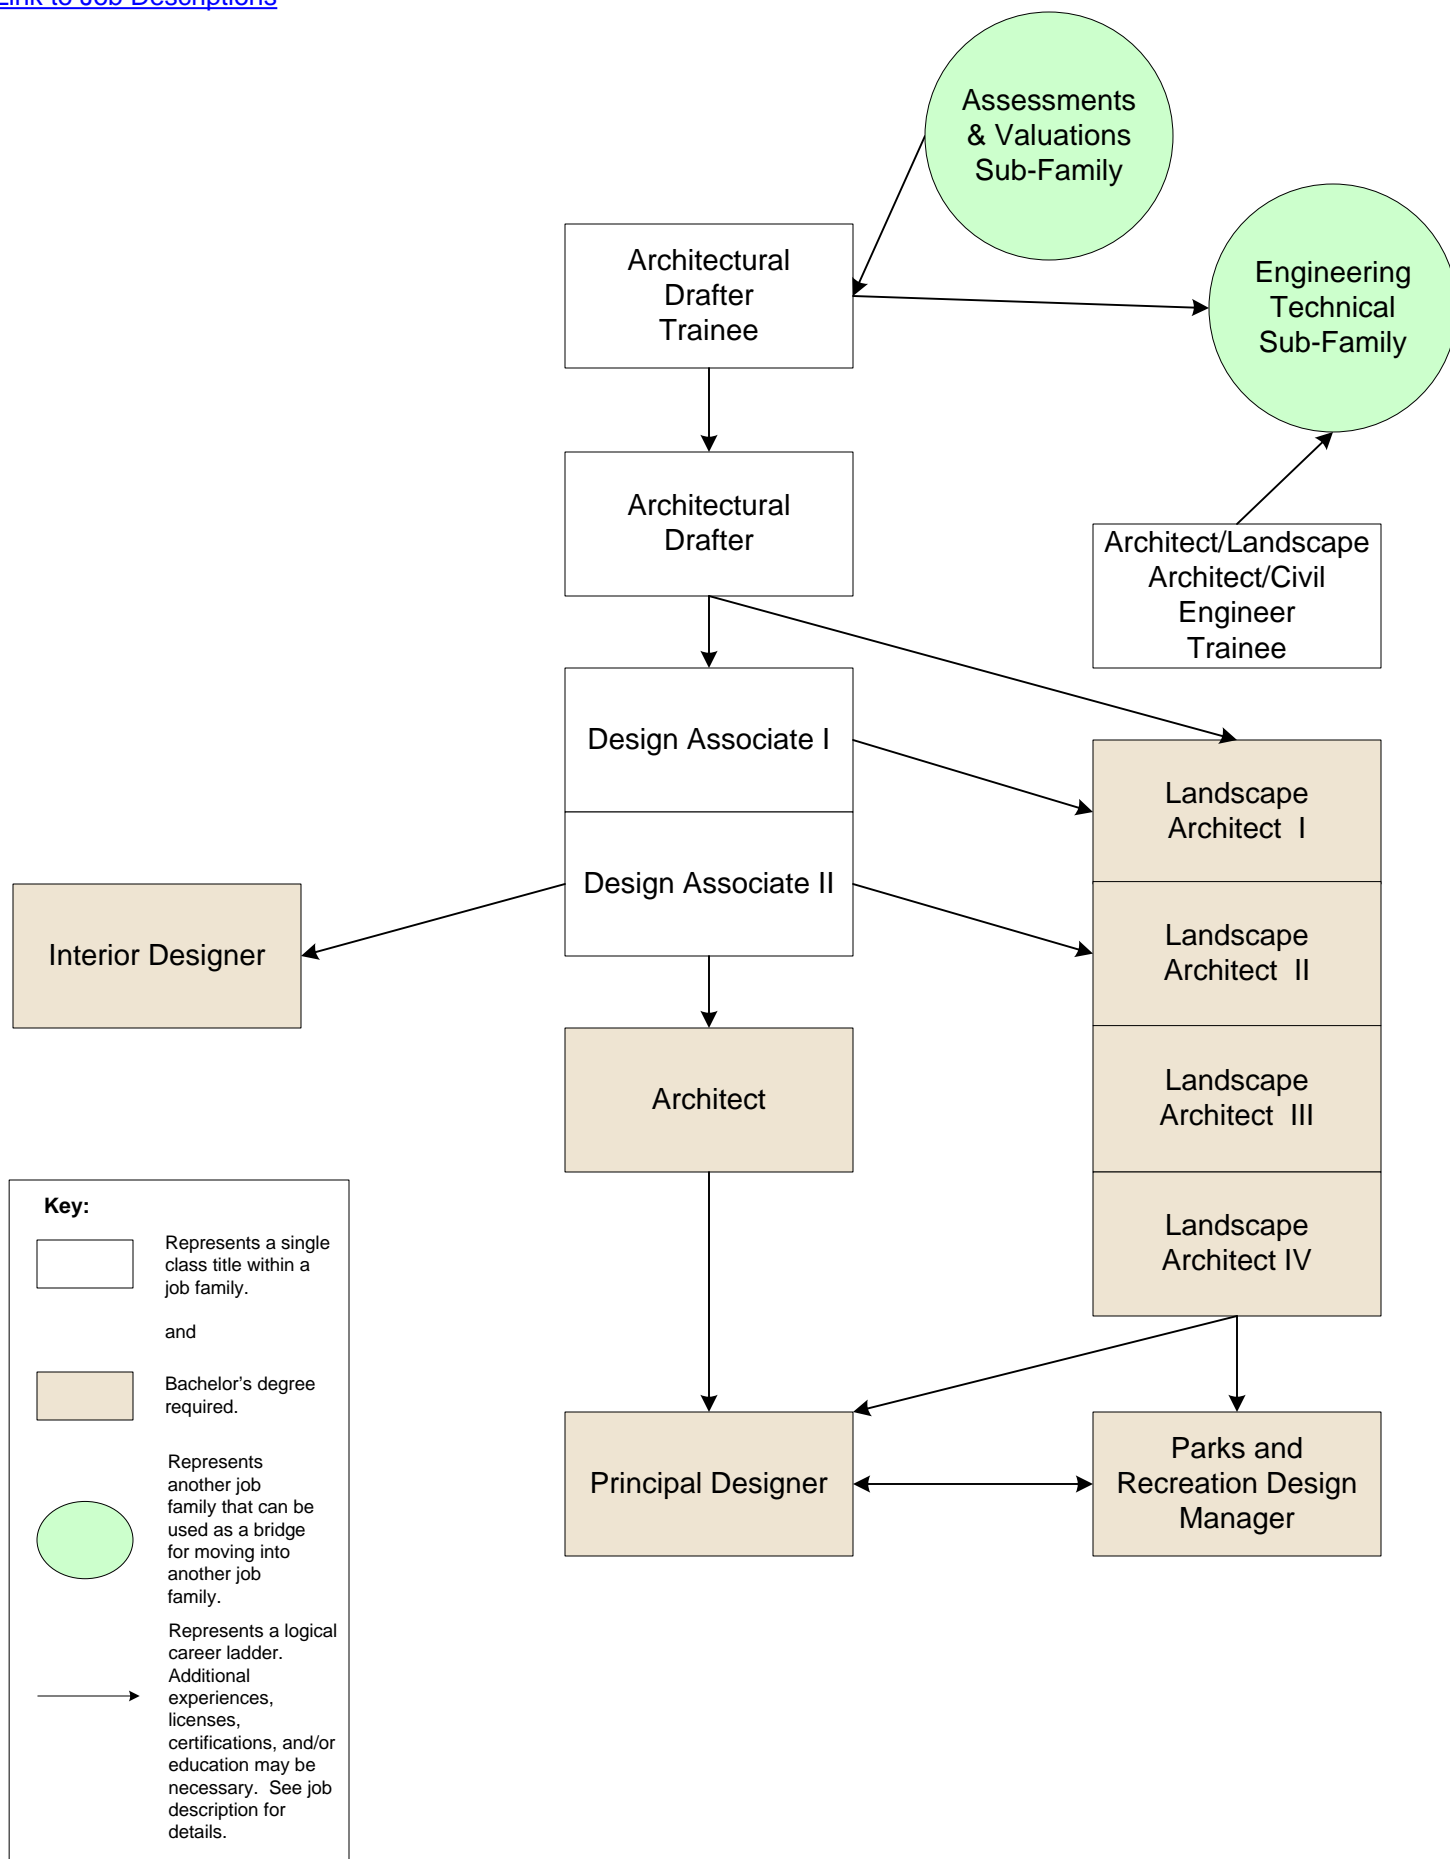 Link to Job Descriptions
Assessments
& Valuations
Sub-Family
Architectural
Drafter
Trainee
Engineering
Technical
Sub-Family
Architectural
Drafter
Architect/Landscape
Architect/Civil
Engineer
Trainee
Design Associate I
Landscape
Architect I
Design Associate II
Interior Designer
Landscape
Architect II
Architect
Landscape
Architect III
Landscape
Architect IV
Principal Designer
Parks and
Recreation Design
Manager
Key:
Represents a single
class title within a
job family.
and
Bachelor’s degree
required.
Represents
another job
family that can be
used as a bridge
for moving into
another job
family.
Represents a logical
career ladder.
Additional
experiences,
licenses,
certifications, and/or
education may be
necessary. See job
description for
details.